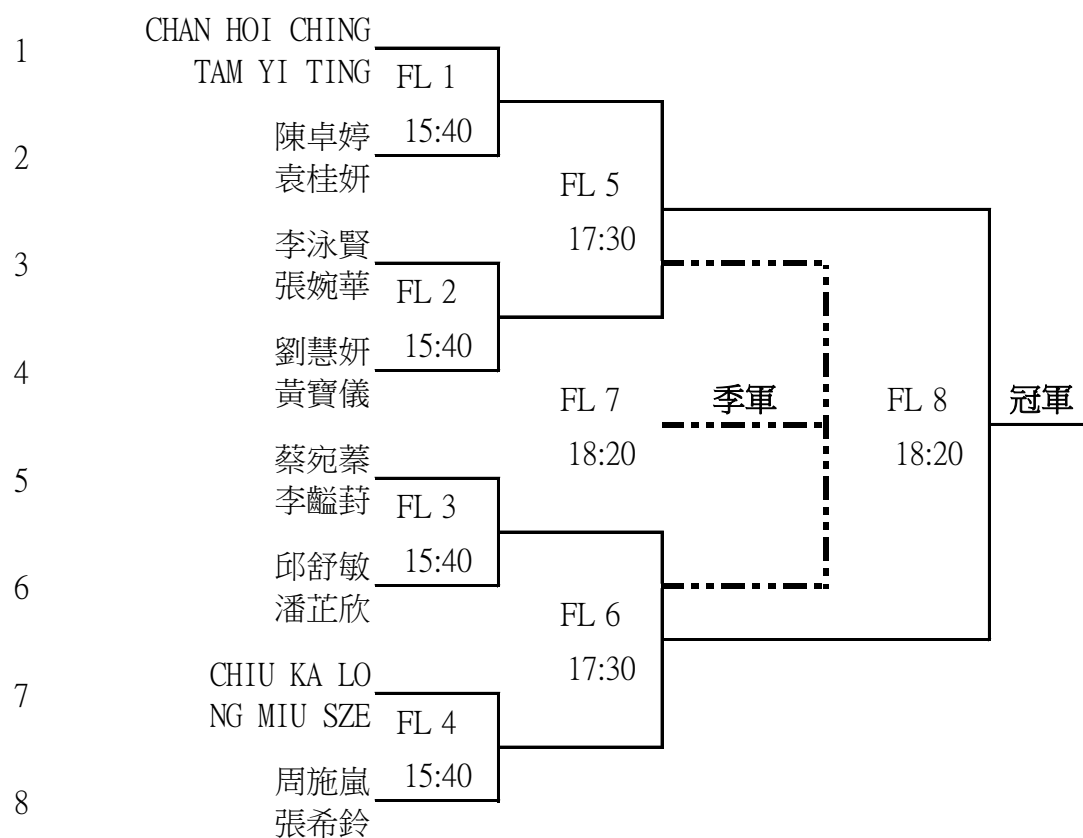 1
CHAN HOI CHING
TAM YI TING
FL 1
15:40
2
陳卓婷
袁桂妍
FL 5
17:30
3
李泳賢
張婉華
FL 2
15:40
4
劉慧妍
黃寶儀
FL 7
季軍
18:20
FL 8
冠軍
18:20
5
蔡宛蓁
李齸葑
FL 3
15:40
6
邱舒敏
潘芷欣
FL 6
17:30
7
CHIU KA LO
NG MIU SZE
FL 4
15:40
8
周施嵐
張希鈴